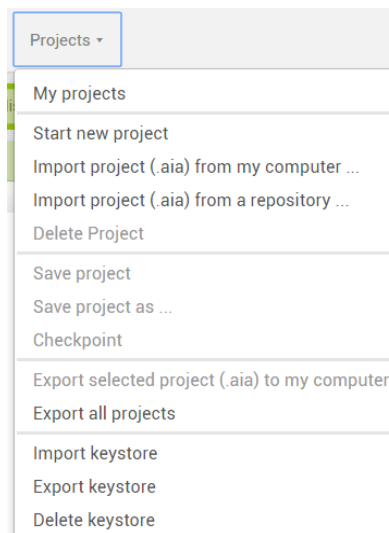 Projects
My projects
Start new project
Import project (.aia) from my computer ...
Import project (.aia) from a repository ...
Delete Project
Save project
Save project as ...
Checkpoint
Export selected project (.aia) to my computer
Export all projects
Import keystore
Export keystore
Delete keystore